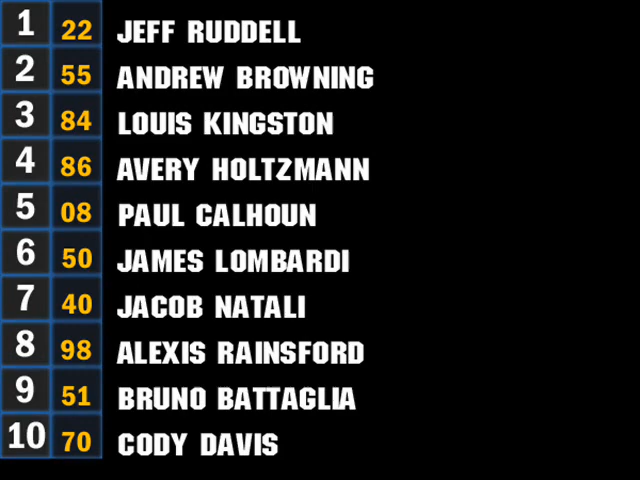 1 22 JEFF RUDDELL
2 55 ANDREW BROWNING
3 84 LOUIS KINGSTON
4 86 AVERY HOLTZMANN
5 08 PAUL CALHOUN
6 50 JAMES LOMBARDI
7 40 JACOB NATALI
8 98 ALEXIS RAINSFORD
9 51 BRUNO BATTAGLIA
10 70 CODY DAVIS